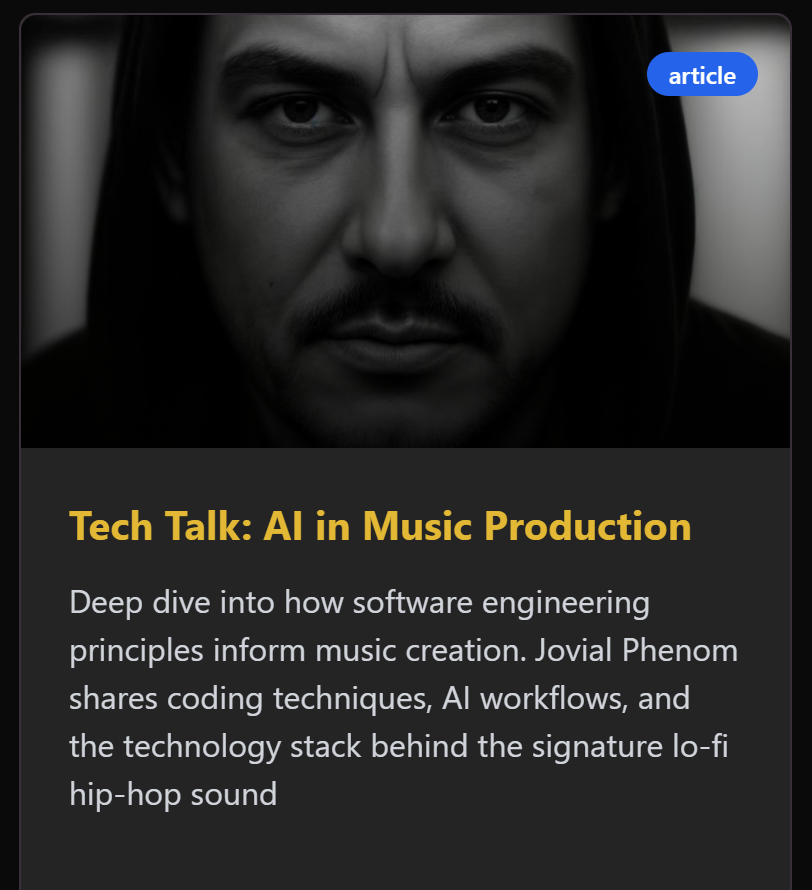 article
Tech Talk: AI in Music Production
Deep dive into how software engineering
principles inform music creation. Jovial Phenom
shares coding techniques, AI workflows, and
the technology stack behind the signature lo-fi
hip-hop sound